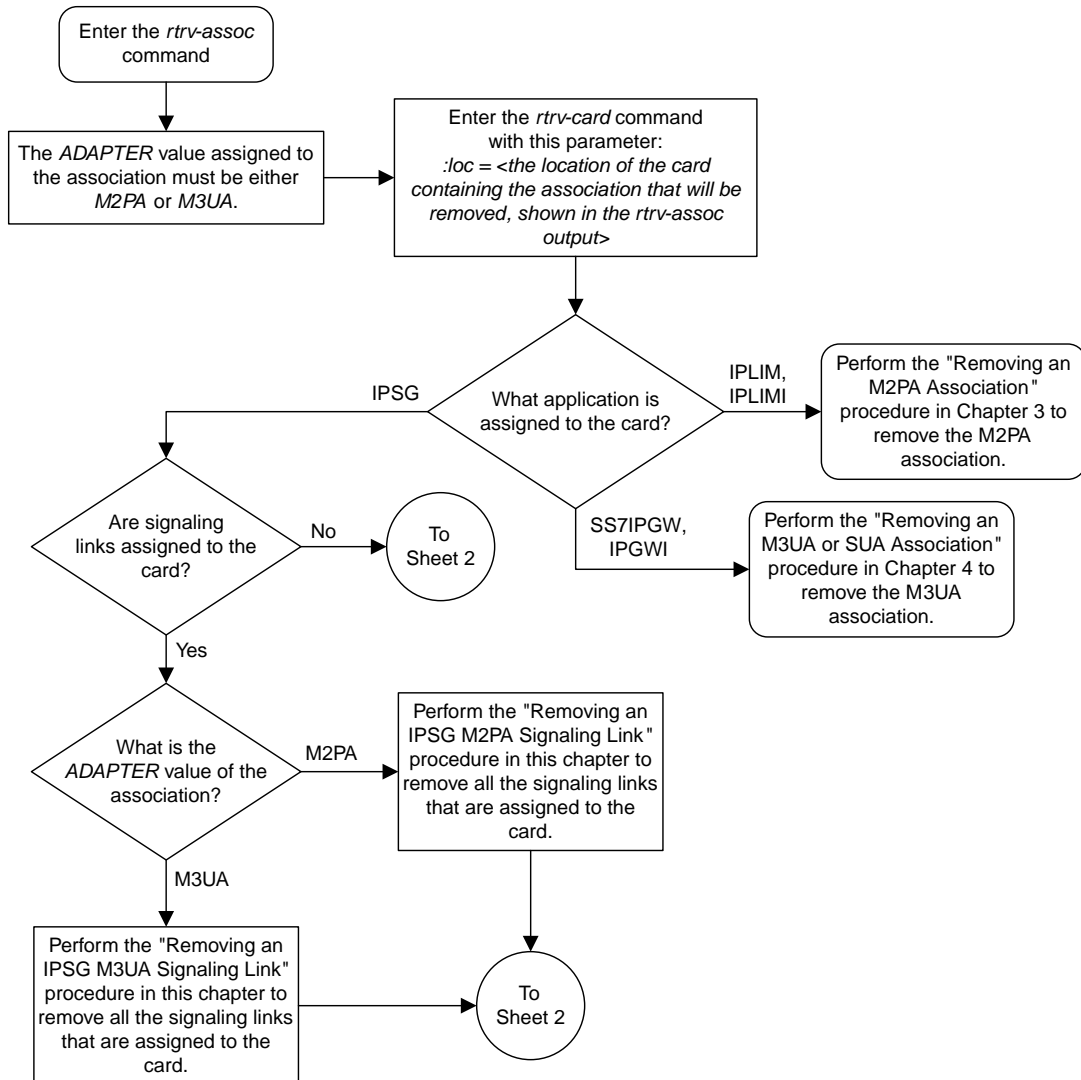 Enter the rtrv-assoc
command
The ADAPTER value assigned to
the association must be either
M2PA or M3UA.
Enter the rtrv-card command
with this parameter:
:loc = <the location of the card
containing the association that will be
removed, shown in the rtrv-assoc
output>
What application is
assigned to the card?
IPSG
IPLIM,
IPLIMI
Perform the "Removing an
M2PA Association"
procedure in Chapter 3 to
remove the M2PA
association.
SS7IPGW,
IPGWI
Perform the "Removing an
M3UA or SUA Association"
procedure in Chapter 4 to
remove the M3UA
association.
Are signaling
links assigned to the
card?
No
To
Sheet 2
Yes
What is the
ADAPTER value of the
association?
M2PA
Perform the "Removing an
IPSG M2PA Signaling Link"
procedure in this chapter to
remove all the signaling links
that are assigned to the
card.
M3UA
Perform the "Removing an
IPSG M3UA Signaling Link"
procedure in this chapter to
remove all the signaling links
that are assigned to the
card.
To
Sheet 2